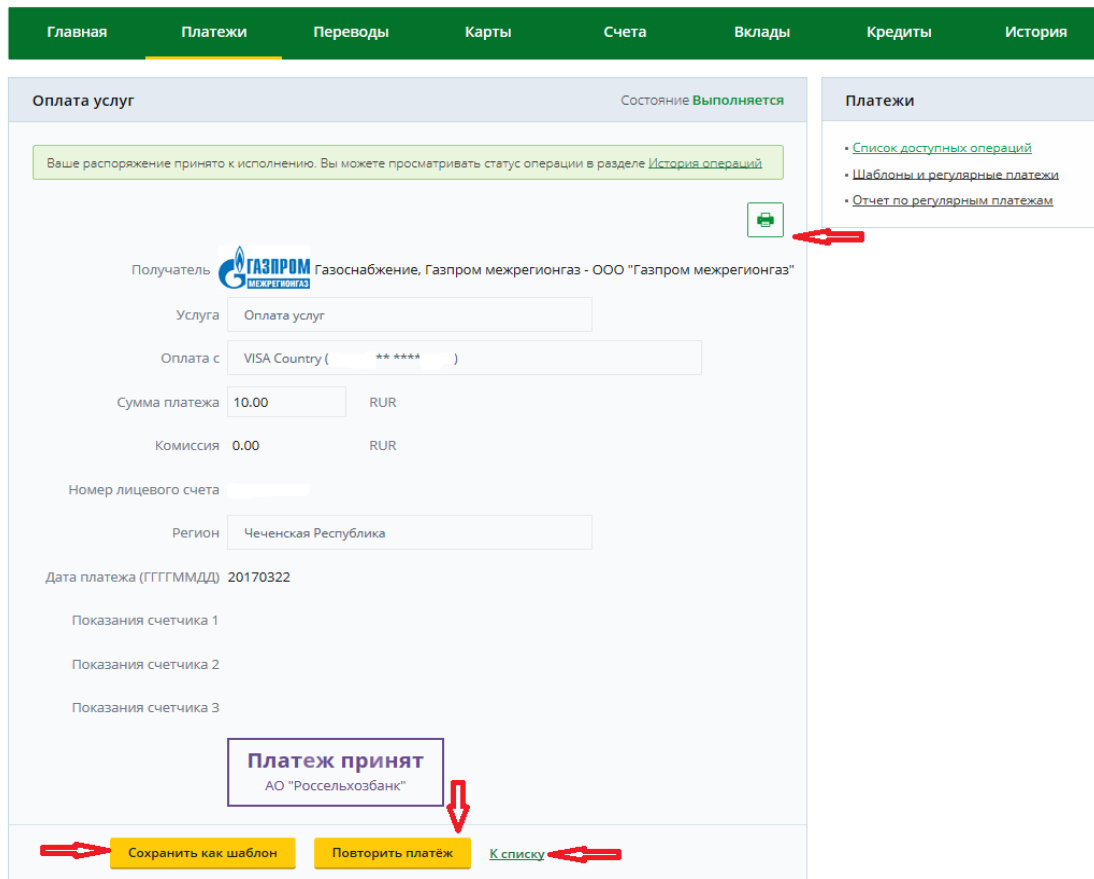 Главная Платежи Переводы Карты Счета Вклады Кредиты История
Оплата услуг Состояние Выполняется
Платежи
Ваше распоряжение принято к исполнению. Вы можете просматривать статус операции в разделе История операций
• Список доступных операций
• Шаблоны и регулярные платежи
• Отчет по регулярным платежам
Получатель ГАЗПРОМ МЕЖРЕГИОНГАЗ Газоснабжение, Газпром межрегионгаз - ООО "Газпром межрегионгаз"
Услуга Оплата услуг
Оплата с VISA Country ( ** **** )
Сумма платежа 10.00 RUR
Комиссия 0.00 RUR
Номер лицевого счета
Регион Чеченская Республика
Дата платежа (ГГГГММДД) 20170322
Показания счетчика 1
Показания счетчика 2
Показания счетчика 3
Платеж принят
АО "Россельхозбанк"
Сохранить как шаблон Повторить платёж К списку